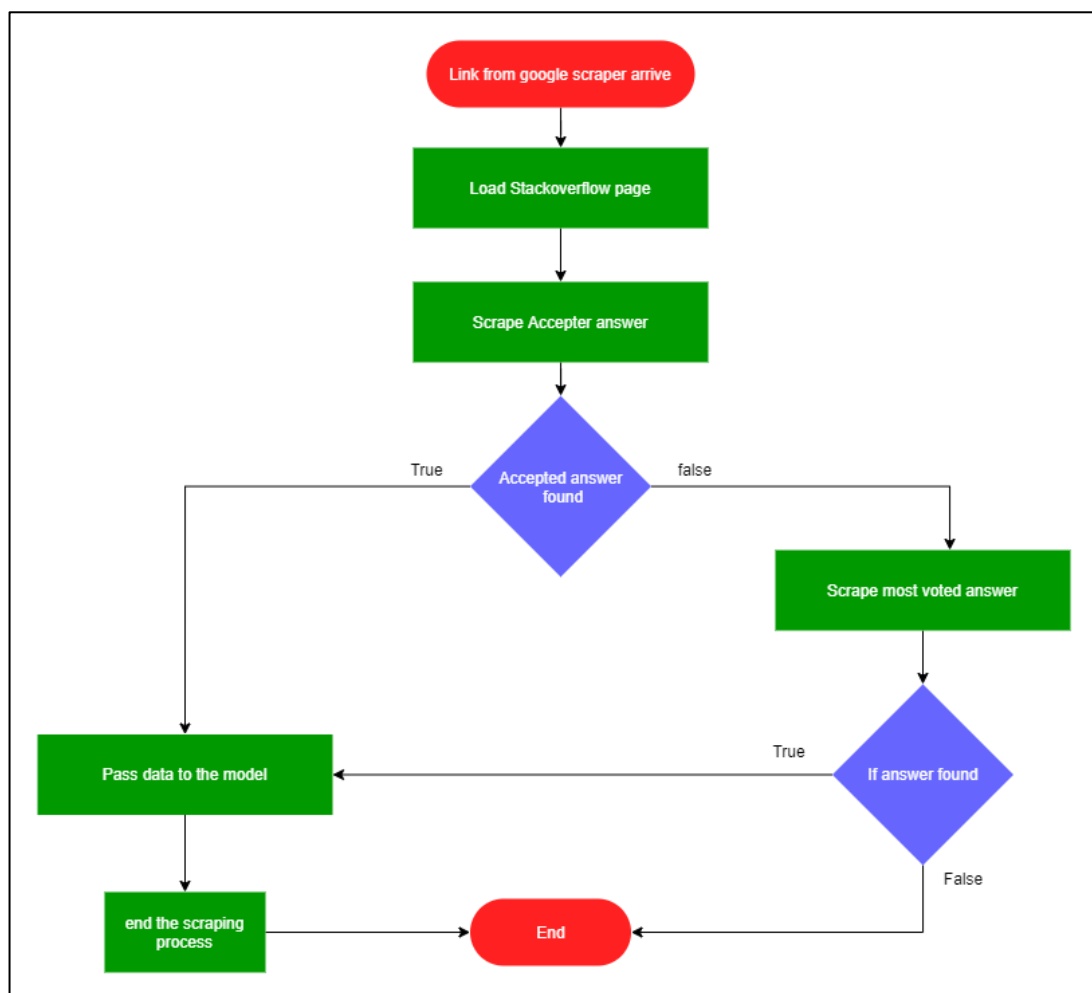 Link from google scraper arrive
Load Stackoverflow page
Scrape Accepter answer
True
Accepted answer
found
false
Scrape most voted answer
True
If answer found
Pass data to the model
False
end the scraping
process
End